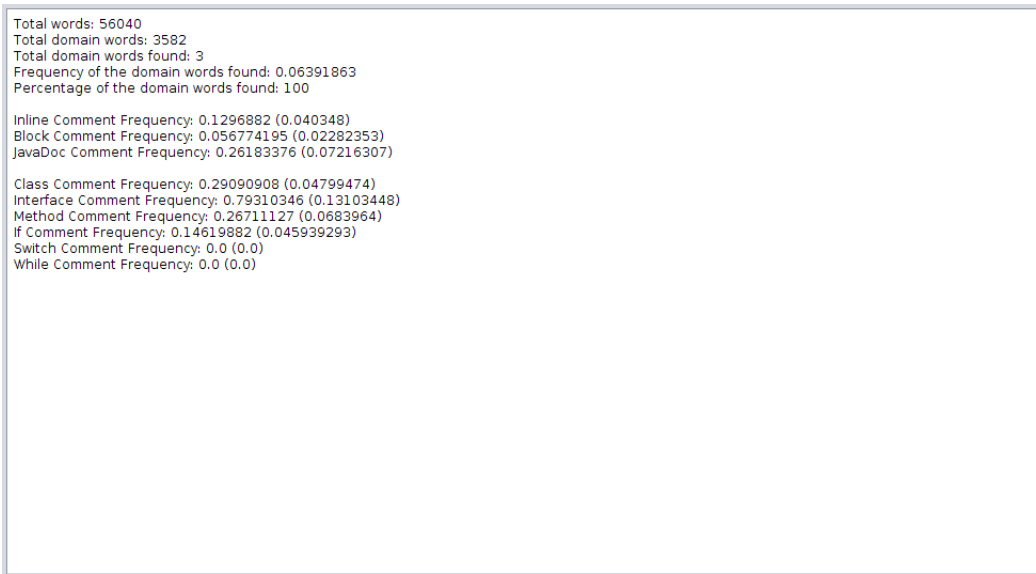 Total words: 56040
Total domain words: 3582
Total domain words found: 3
Frequency of the domain words found: 0.06391863
Percentage of the domain words found: 100
Inline Comment Frequency: 0.1296882 (0.040348)
Block Comment Frequency: 0.056774195 (0.02282353)
JavaDoc Comment Frequency: 0.26183376 (0.07216307)
Class Comment Frequency: 0.29090908 (0.04799474)
Interface Comment Frequency: 0.79310346 (0.13103448)
Method Comment Frequency: 0.26711127 (0.0683964)
If Comment Frequency: 0.14619882 (0.045939293)
Switch Comment Frequency: 0.0 (0.0)
While Comment Frequency: 0.0 (0.0)